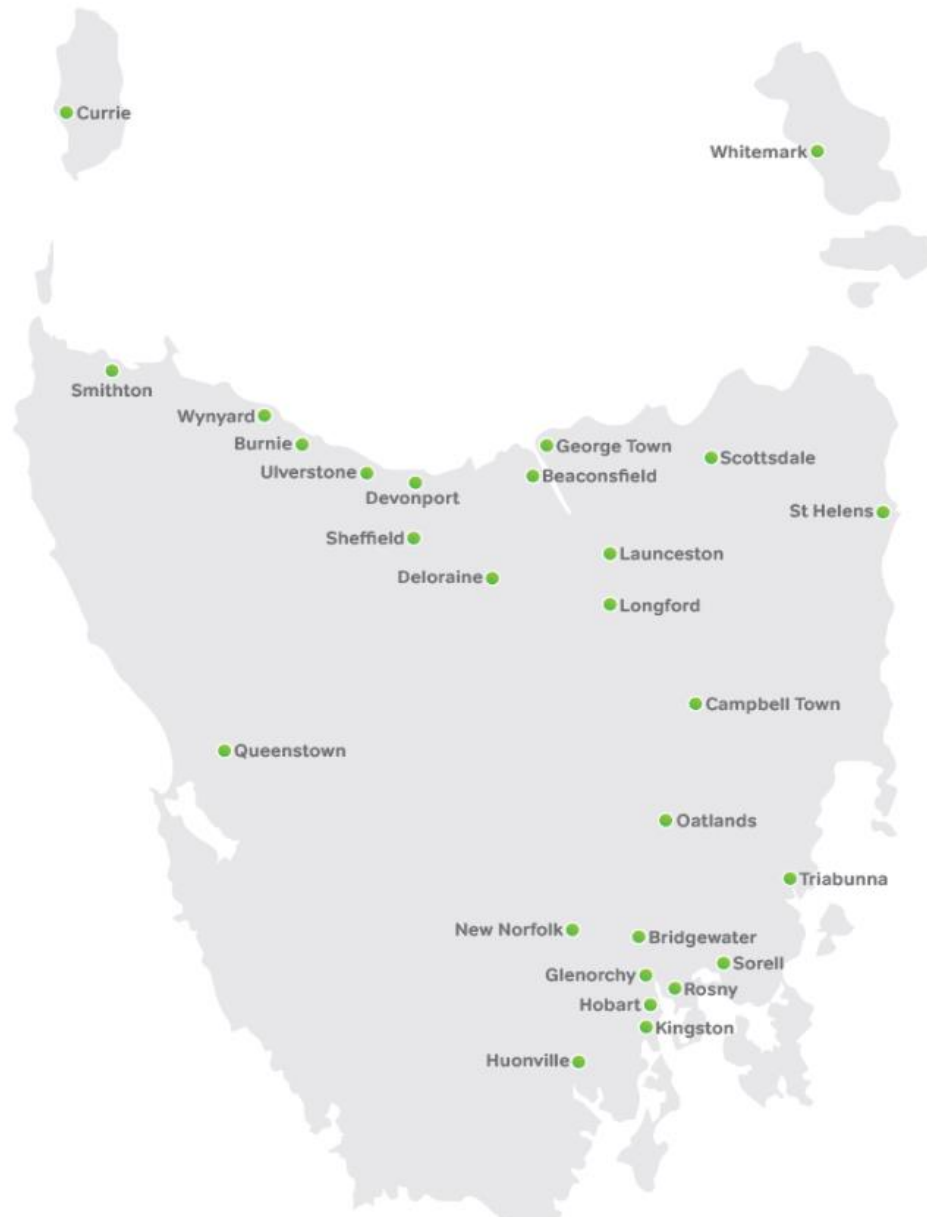 Currie
Whitemark
Smithton
Wynyard
Burnie
George Town
Scottsdale
Ulverstone
Beaconsfield
Devonport
St Helens
Sheffield
Launceston
Deloraine
Longford
Campbell Town
Queenstown
Oatlands
Triabunna
New Norfolk
Bridgewater
Sorell
Glenorchy
Rosny
Hobart
Kingston
Huonville